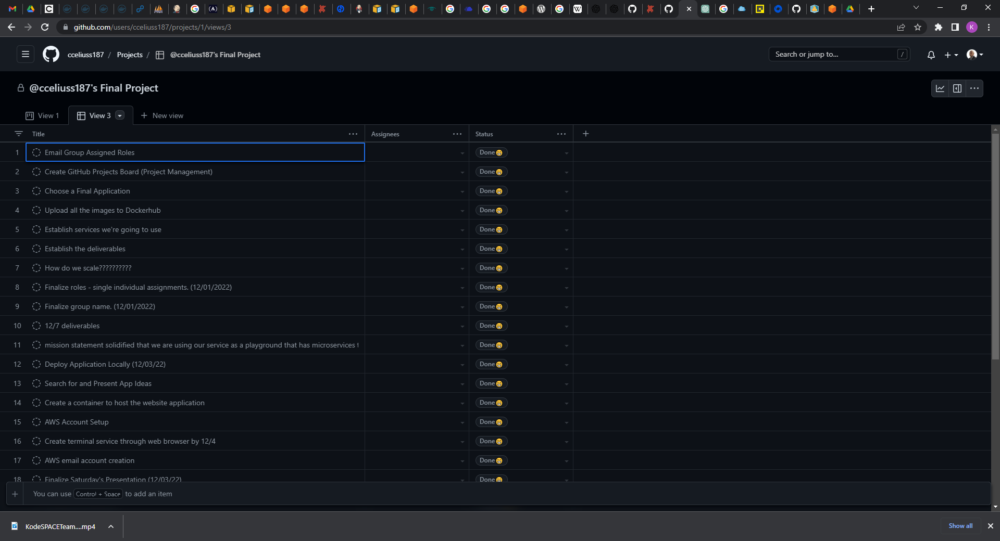 github.com/users/cceliuss187/projects/1/views/3
K
cceliuss187 / Projects / @cceliuss187's Final Project
Search or jump to... /
@cceliuss187's Final Project
View 1 View 3 New view
Title Assignees Status
1 Email Group Assigned Roles Done😁
2 Create GitHub Projects Board (Project Management) Done😁
3 Choose a Final Application Done😁
4 Upload all the images to Dockerhub Done😁
5 Establish services we're going to use Done😁
6 Establish the deliverables Done😁
7 How do we scale?????????? Done😁
8 Finalize roles - single individual assignments. (12/01/2022) Done😁
9 Finalize group name. (12/01/2022) Done😁
10 12/7 deliverables Done😁
11 mission statement solidified that we are using our service as a playground that has microservices Done😁
12 Deploy Application Locally (12/03/22) Done😁
13 Search for and Present App Ideas Done😁
14 Create a container to host the website application Done😁
15 AWS Account Setup Done😁
16 Create terminal service through web browser by 12/4 Done😁
17 AWS email account creation Done😁
18 Finalize Saturday's Presentation (12/03/22) Done😁
You can use Control + Space to add an item
KodeSPACETeam....mp4 Show all